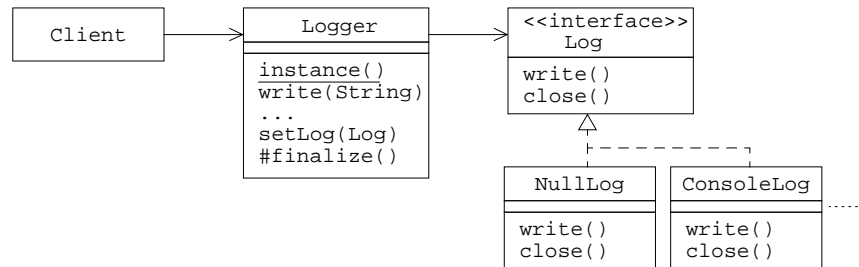 Client
Logger
instance()
write(String)
...
setLog(Log)
#finalize()
<<interface>>
Log
write()
close()
NullLog
write()
close()
ConsoleLog
write()
close()